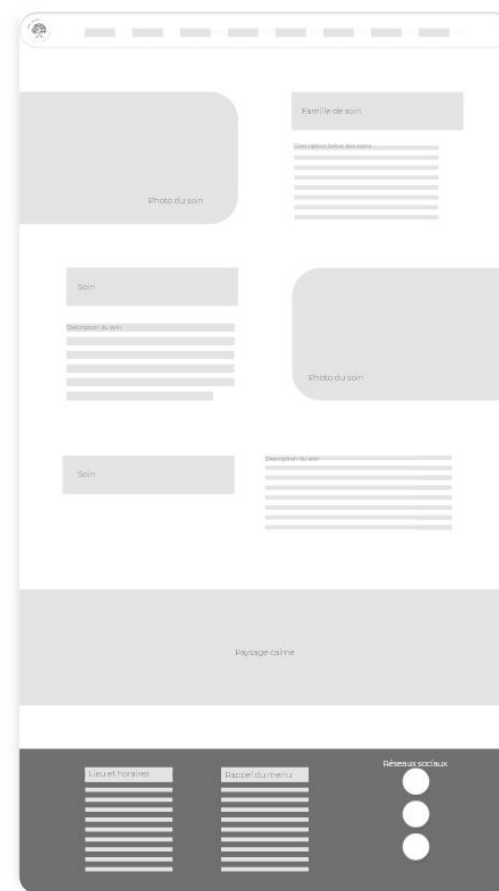 Famille de soin
Description brève des soins
Photo du soin
Soin
Description du soin
Photo du soin
Soin
Description du soin
Paysage calme
Réseaux sociaux
Lieu et horaires
Rappel du menu